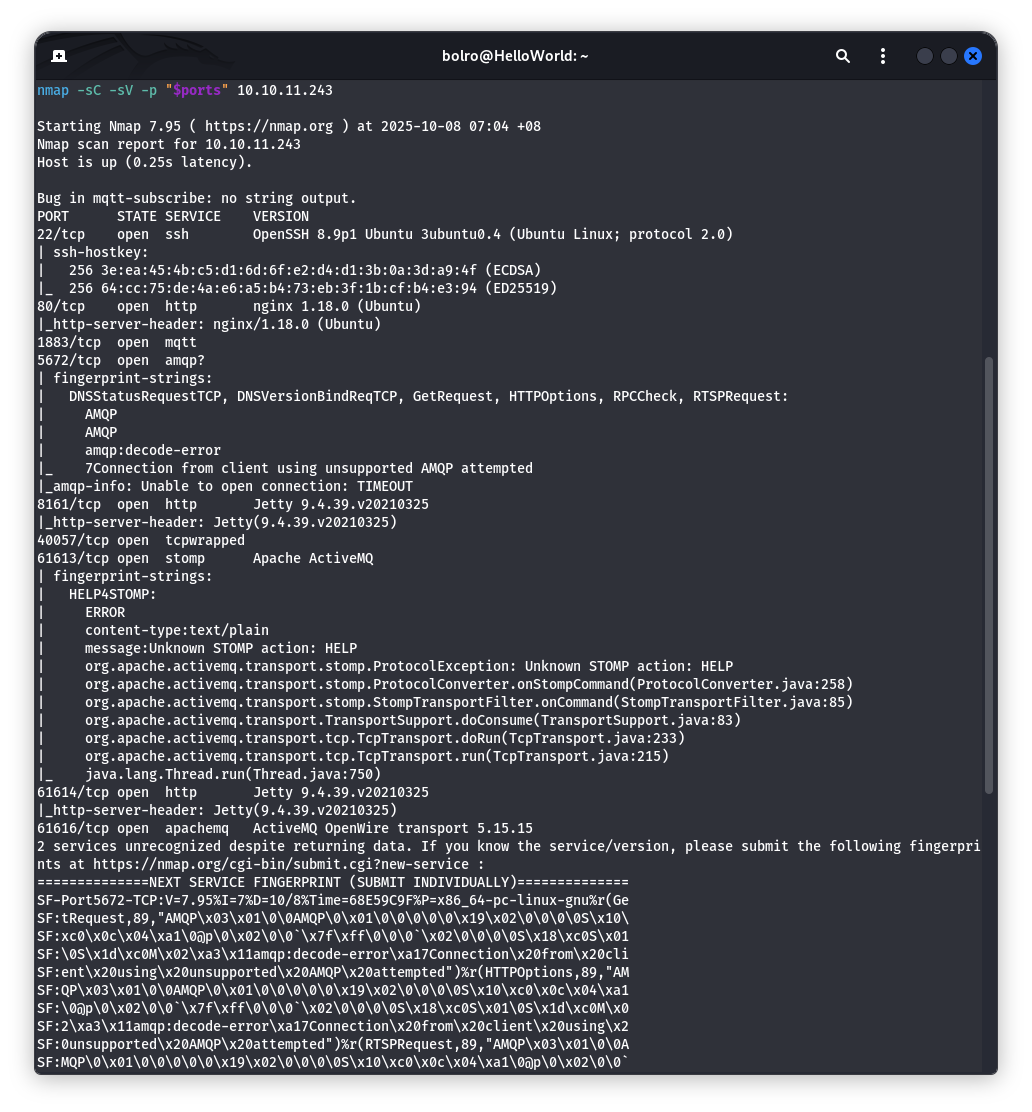 bolro@HelloWorld: ~
nmap -sC -sV -p "$ports" 10.10.11.243
Starting Nmap 7.95 ( https://nmap.org ) at 2025-10-08 07:04 +08
Nmap scan report for 10.10.11.243
Host is up (0.25s latency).
Bug in mqtt-subscribe: no string output.
PORT      STATE SERVICE    VERSION
22/tcp    open  ssh        OpenSSH 8.9p1 Ubuntu 3ubuntu0.4 (Ubuntu Linux; protocol 2.0)
| ssh-hostkey:
|   256 3e:ea:45:4b:c5:d1:6d:6f:e2:d4:d1:3b:0a:3d:a9:4f (ECDSA)
|_  256 64:cc:75:de:4a:e6:a5:b4:73:eb:3f:1b:cf:b4:e3:94 (ED25519)
80/tcp    open  http       nginx 1.18.0 (Ubuntu)
|_http-server-header: nginx/1.18.0 (Ubuntu)
1883/tcp  open  mqtt
5672/tcp  open  amqp?
| fingerprint-strings:
|   DNSStatusRequestTCP, DNSVersionBindReqTCP, GetRequest, HTTPOptions, RPCCheck, RTSPRequest:
|     AMQP
|     AMQP
|     amqp:decode-error
|_    7Connection from client using unsupported AMQP attempted
|_amqp-info: Unable to open connection: TIMEOUT
8161/tcp  open  http       Jetty 9.4.39.v20210325
|_http-server-header: Jetty(9.4.39.v20210325)
40057/tcp open  tcpwrapped
61613/tcp open  stomp      Apache ActiveMQ
| fingerprint-strings:
|   HELP4STOMP:
|     ERROR
|     content-type:text/plain
|     message:Unknown STOMP action: HELP
|     org.apache.activemq.transport.stomp.ProtocolException: Unknown STOMP action: HELP
|     org.apache.activemq.transport.stomp.ProtocolConverter.onStompCommand(ProtocolConverter.java:258)
|     org.apache.activemq.transport.stomp.StompTransportFilter.onCommand(StompTransportFilter.java:85)
|     org.apache.activemq.transport.TransportSupport.doConsume(TransportSupport.java:83)
|     org.apache.activemq.transport.tcp.TcpTransport.doRun(TcpTransport.java:233)
|     org.apache.activemq.transport.tcp.TcpTransport.run(TcpTransport.java:215)
|_    java.lang.Thread.run(Thread.java:750)
61614/tcp open  http       Jetty 9.4.39.v20210325
|_http-server-header: Jetty(9.4.39.v20210325)
61616/tcp open  apachemq   ActiveMQ OpenWire transport 5.15.15
2 services unrecognized despite returning data. If you know the service/version, please submit the following fingerpri
nts at https://nmap.org/cgi-bin/submit.cgi?new-service :
==============NEXT SERVICE FINGERPRINT (SUBMIT INDIVIDUALLY)==============
SF-Port5672-TCP:V=7.95%I=7%D=10/8%Time=68E59C9F%P=x86_64-pc-linux-gnu%r(Ge
SF:tRequest,89,"AMQP\x03\x01\0\0AMQP\0\x01\0\0\0\0\0\x19\x02\0\0\0\0S\x10\
SF:xc0\x0c\x04\xa1\0@p\0\x02\0\0`\x7f\xff\0\0\0`\x02\0\0\0\0S\x18\xc0S\x01
SF:\0S\x1d\xc0M\x02\xa3\x11amqp:decode-error\xa17Connection\x20from\x20cli
SF:ent\x20using\x20unsupported\x20AMQP\x20attempted")%r(HTTPOptions,89,"AM
SF:QP\x03\x01\0\0AMQP\0\x01\0\0\0\0\0\x19\x02\0\0\0\0S\x10\xc0\x0c\x04\xa1
SF:\0@p\0\x02\0\0`\x7f\xff\0\0\0`\x02\0\0\0\0S\x18\xc0S\x01\0S\x1d\xc0M\x0
SF:2\xa3\x11amqp:decode-error\xa17Connection\x20from\x20client\x20using\x2
SF:0unsupported\x20AMQP\x20attempted")%r(RTSPRequest,89,"AMQP\x03\x01\0\0A
SF:MQP\0\x01\0\0\0\0\0\x19\x02\0\0\0\0S\x10\xc0\x0c\x04\xa1\0@p\0\x02\0\0`